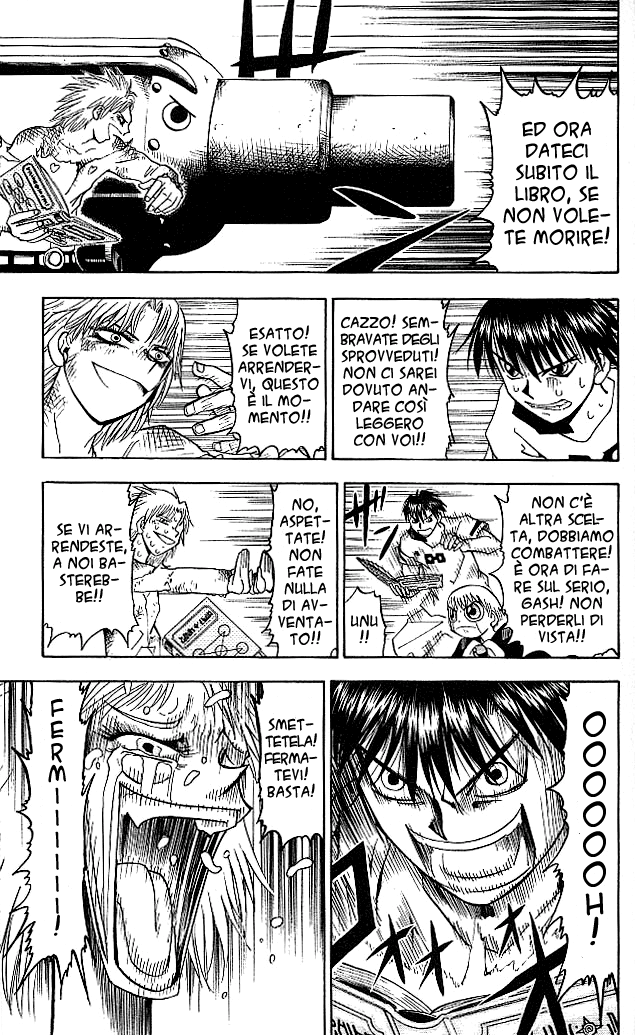 ED ORA
DATECI
SUBITO IL
LIBRO, SE
NON VOLE-
TE MORIRE!
CAZZO! SEM-
BRAVATE DEGLI
SPROVVEDUTI!
NON CI SAREI
DOVUTO AN-
DARE COSÌ
LEGGERO
CON VOI!!
ESATTO!
SE VOLETE
ARRENDER-
VI, QUESTO
È IL MO-
MENTO!!
NON C'È
ALTRA SCEL-
TA, DOBBIAMO
COMBATTERE!
È ORA DI FA-
RE SUL SERIO,
GASH! NON
PERDERLI DI
VISTA!!
UNU
!!
NO,
ASPET-
TATE!
NON
FATE
NULLA
DI AV-
VENTA-
TO!!
SE VI AR-
RENDESTE,
A NOI BA-
STEREB-
BE!!
OOOOOOOH!
SMET-
TETELA!
FERMA-
TEVI!
BASTA!
FERMIIIIII!